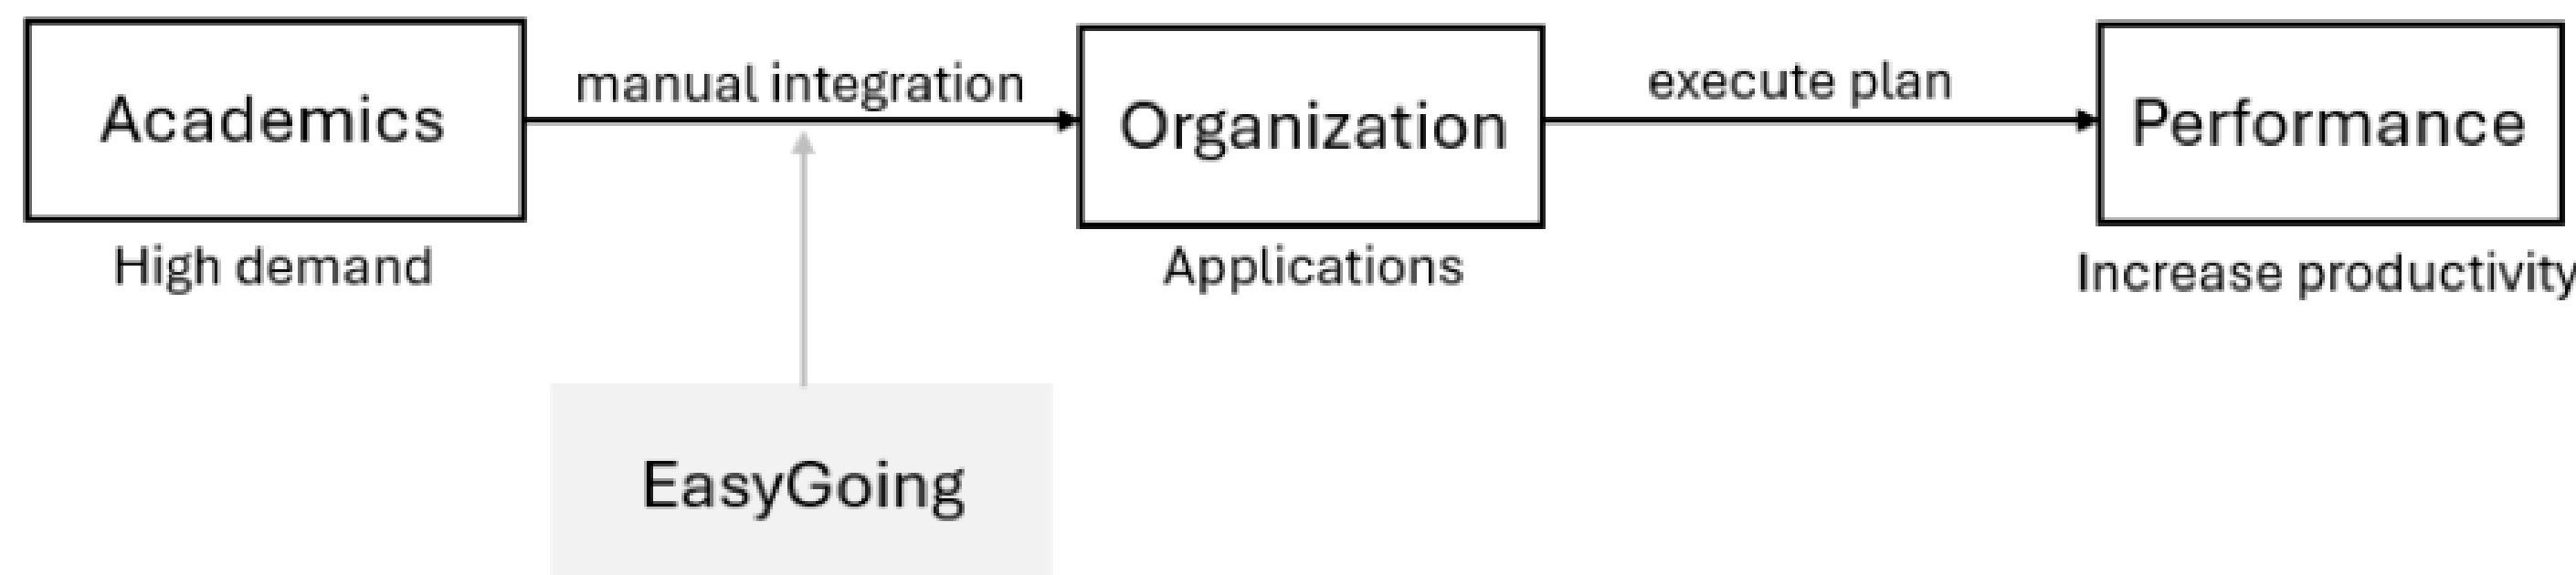 Academics
manual integration
Organization
execute plan
Performance
High demand
Applications
Increase productivity
EasyGoing